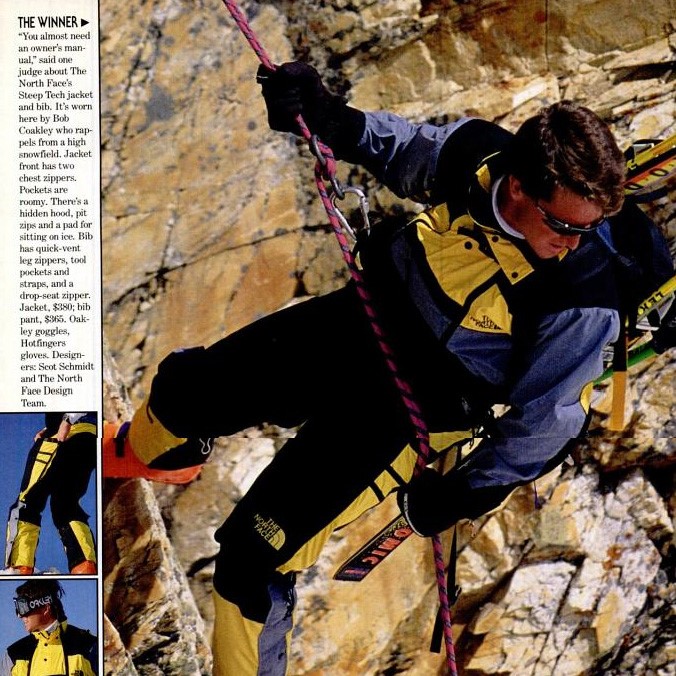 THE WINNER ▶
"You almost need
an owner's man-
ual," said one
judge about The
North Face's
Steep Tech jacket
and bib. It's worn
here by Bob
Coakley who rap-
pels from a high
snowfield. Jacket
front has two
chest zippers.
Pockets are
roomy. There's a
hidden hood, pit
zips and a pad for
sitting on ice. Bib
has quick-vent
leg zippers, tool
pockets and
straps, and a
drop-seat zipper.
Jacket, $380; bib
pant, $365. Oak-
ley goggles,
Hotfingers
gloves. Design-
ers: Scot Schmidt
and The North
Face Design
Team.
THE
NORTH
FACE
THE
NORTH
FACE
OAKLEY